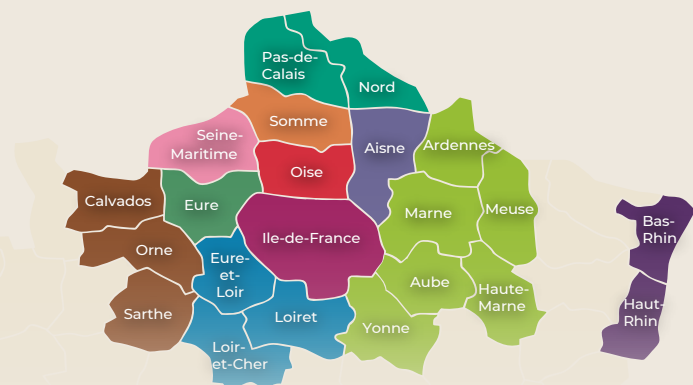 Pas-de-
Calais
Nord
Somme
Seine-
Maritime
Aisne
Ardennes
Oise
Calvados
Eure
Marne
Meuse
Bas-
Rhin
Ile-de-France
Orne
Eure-
et-
Loir
Aube
Haute-
Marne
Haut-
Rhin
Sarthe
Loiret
Yonne
Loir-
et-Cher